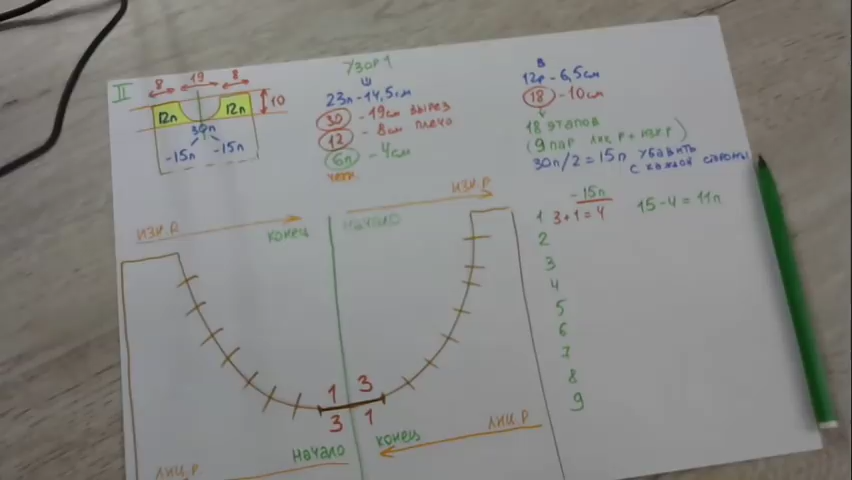 II
8 19 8
12п 12п
10
30п
-15п -15п
УЗОР 1
Ш
23п - 14,5см
30 - 19см вырез
12 - 8см плечо
6п - 4см
четн.
В
12р - 6,5см
18 - 10см
18 этапов
(9 пар лиц.р + изн.р)
30п/2 = 15п убавить
с каждой стороны
изн.р
изн.р
конец
начало
-15п
1 3+1=4 15-4=11п
2
3
4
5
6
7
8
9
1 3
3 1
начало
конец
лиц.р
лиц.р